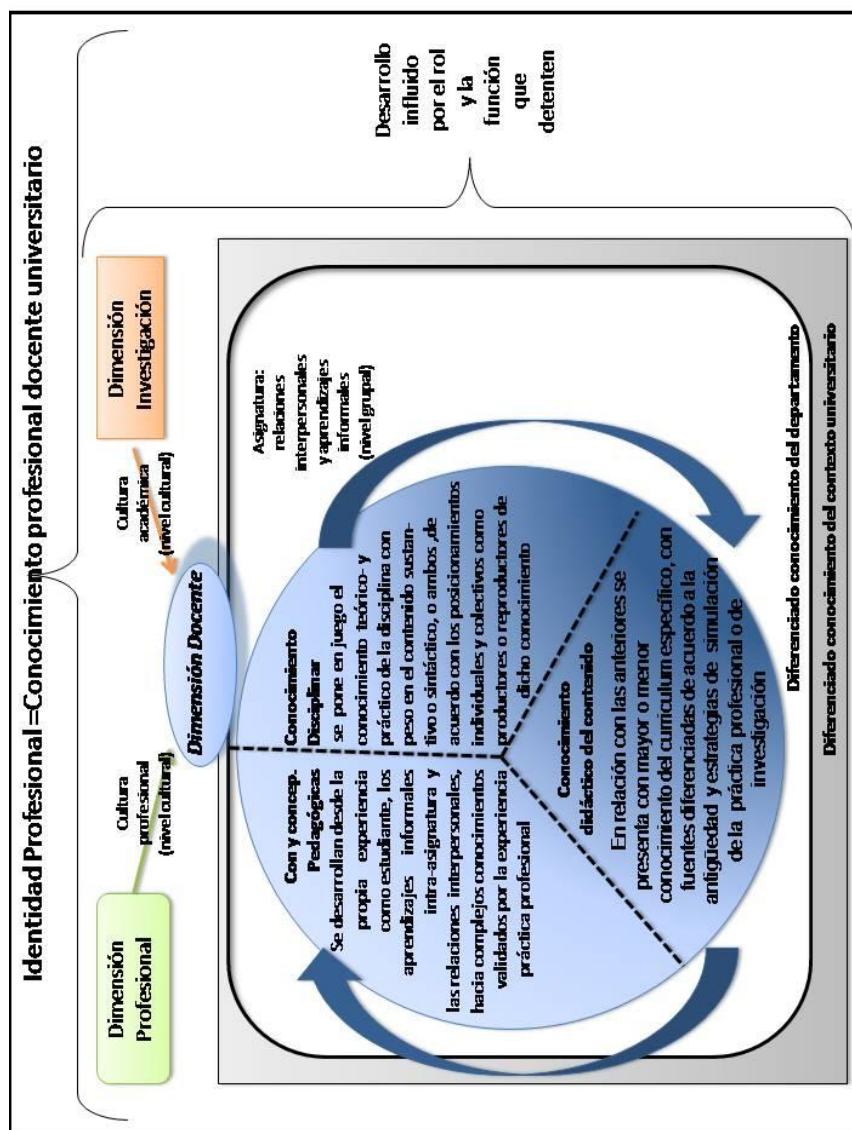 Identidad Profesional =Conocimiento profesional docente universitario
Dimensión
Profesional
Cultura
profesional
(nivel cultural)
Dimensión Docente
Cultura
académica
(nivel cultural)
Dimensión
Investigación
Con y concep.
Pedagógicas
Se desarrollan desde la
propia experiencia
como estudiante, los
aprendizajes informales
intra-asignatura y
las relaciones interpersonales,
hacia complejos conocimientos
validados por la experiencia
práctica profesional
Conocimiento
Disciplinar
se pone en juego el
conocimiento teórico- y
práctico de la disciplina con
peso en el contenido sustan-
tivo o sintáctico, o ambos ,de
acuerdo con los posicionamientos
individuales y colectivos como
productores o reproductores de
dicho conocimiento
Conocimiento
didáctico del contenido
En relación con las anteriores se
presenta con mayor o menor
conocimiento del curriculum específico, con
fuentes diferenciadas de acuerdo a la
antigüedad y estrategias de simulación
de la práctica profesional o de
investigación
Asignatura:
relaciones
interpersonales
y aprendizajes
informales
(nivel grupal)
Diferenciado conocimiento del departamento
Diferenciado conocimiento del contexto universitario
Desarrollo
influido
por el rol
y la
función
que
detenten